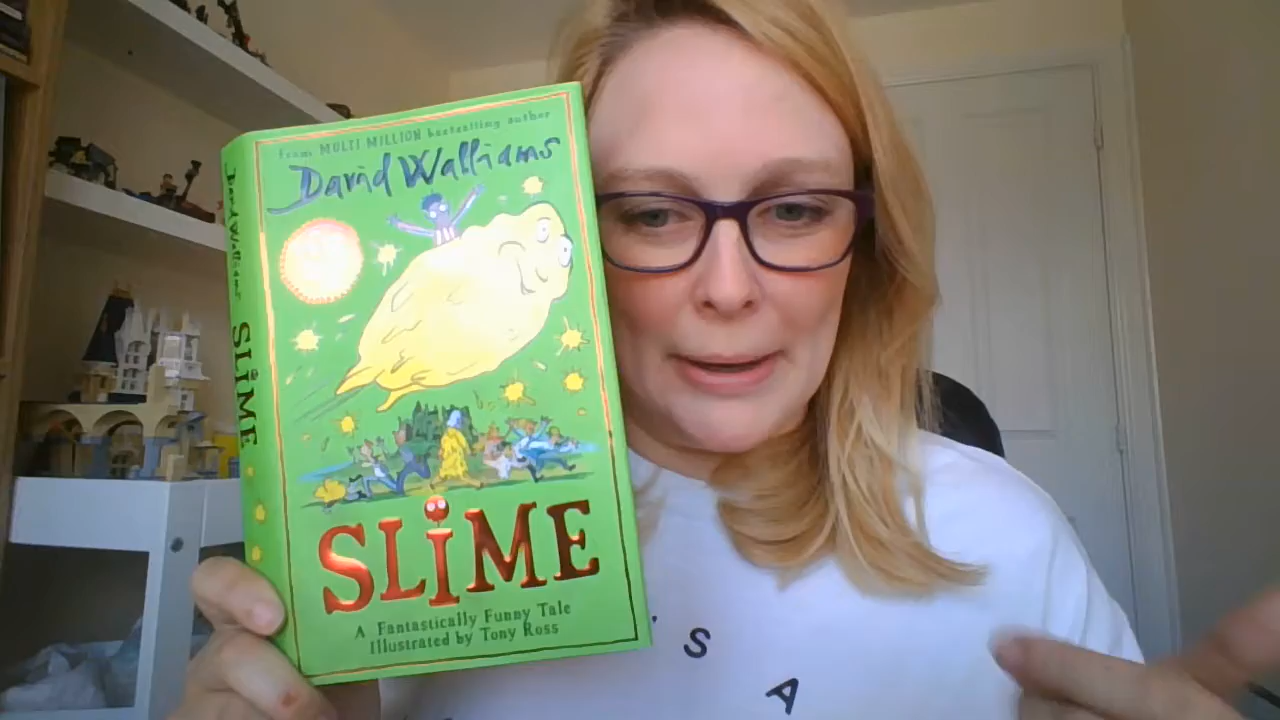 from MULTI MILLION bestselling author
David Walliams
SLiME
A Fantastically Funny Tale
Illustrated by Tony Ross
David Walliams SLiME
'S
A